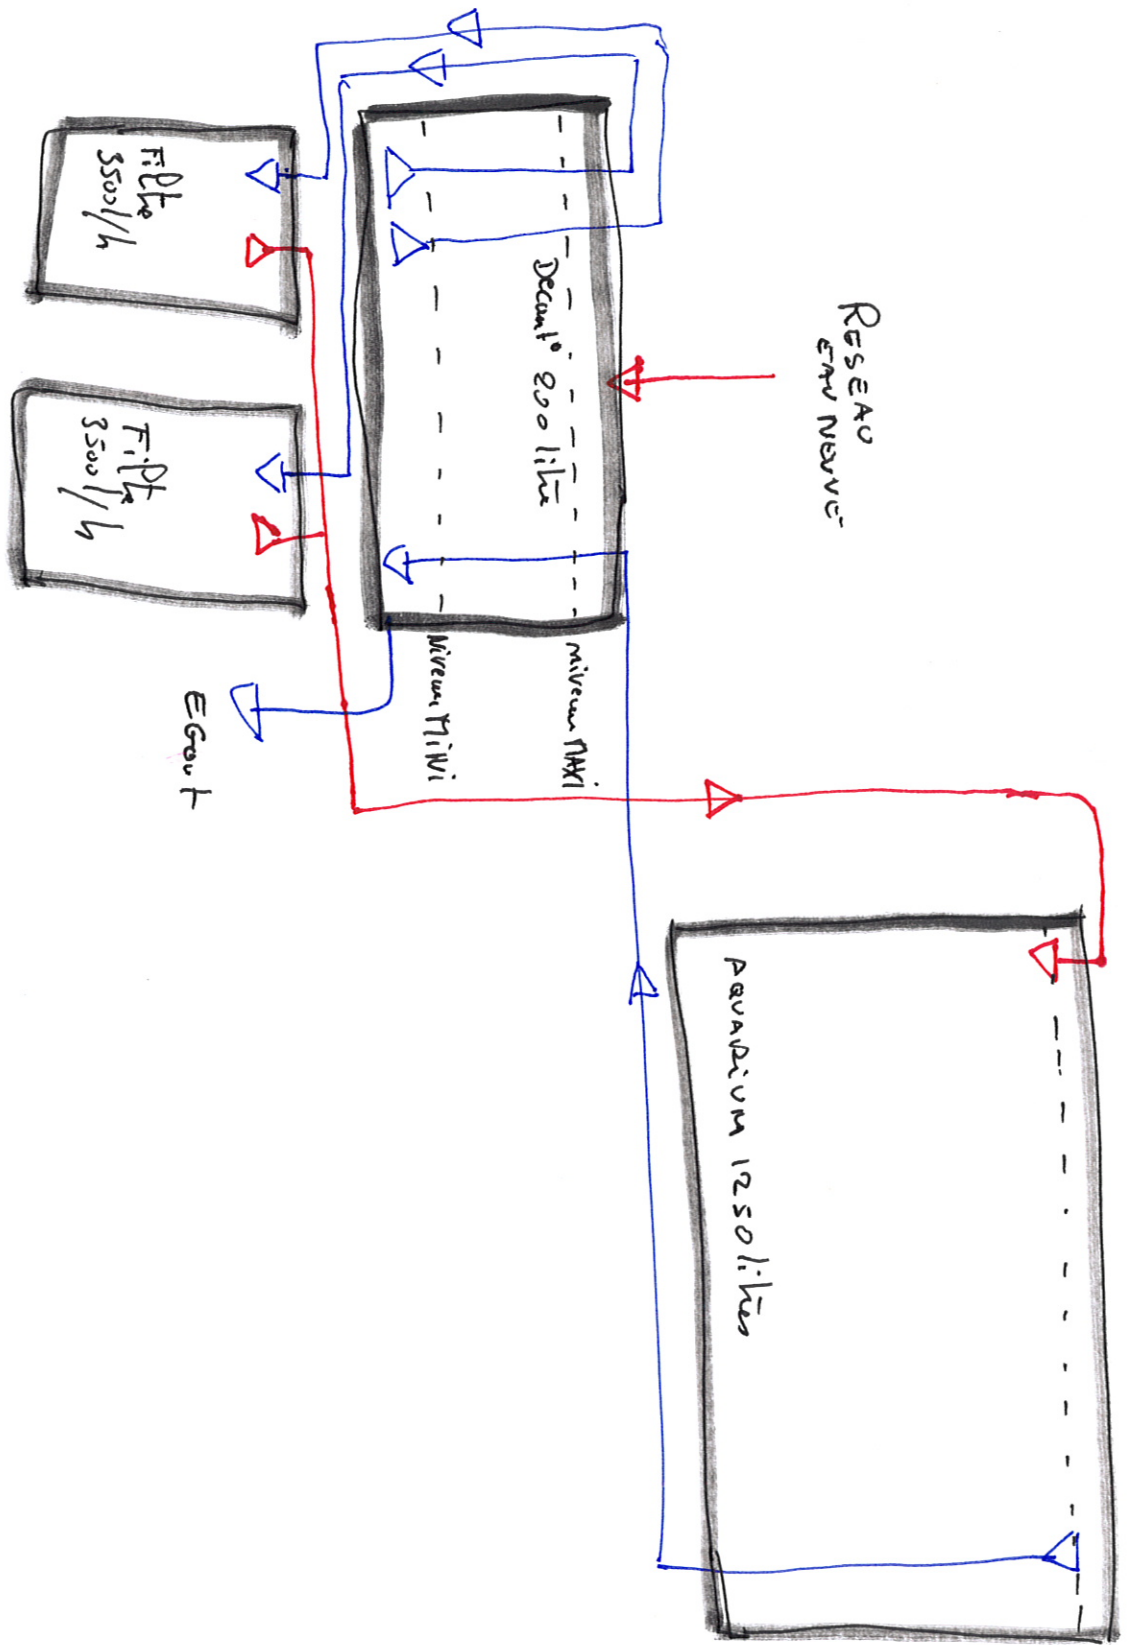 RESEAU
EAU NEUVE
Decant° 200 litre
niveau MAXI
Niveau MiNi
Filtre
3500 l/h
Filtre
3500 l/h
EGout
AQUARiUM 1250 litres